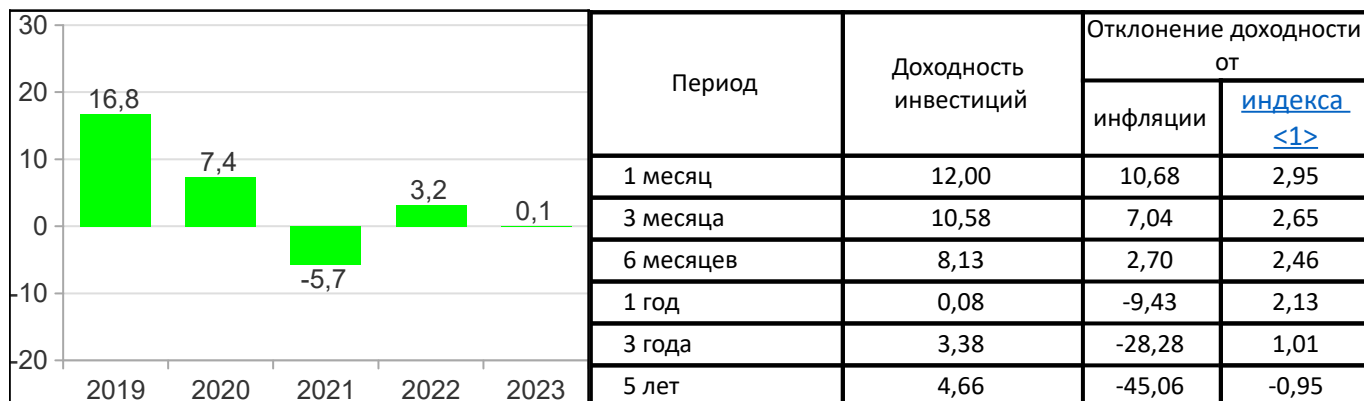 30
20
10
0
-10
-20
16,8
7,4
-5,7
3,2
0,1
2019 2020 2021 2022 2023
Период
Доходность
инвестиций
Отклонение доходности
от
инфляции
индекса
<1>
1 месяц 12,00 10,68 2,95
3 месяца 10,58 7,04 2,65
6 месяцев 8,13 2,70 2,46
1 год 0,08 -9,43 2,13
3 года 3,38 -28,28 1,01
5 лет 4,66 -45,06 -0,95